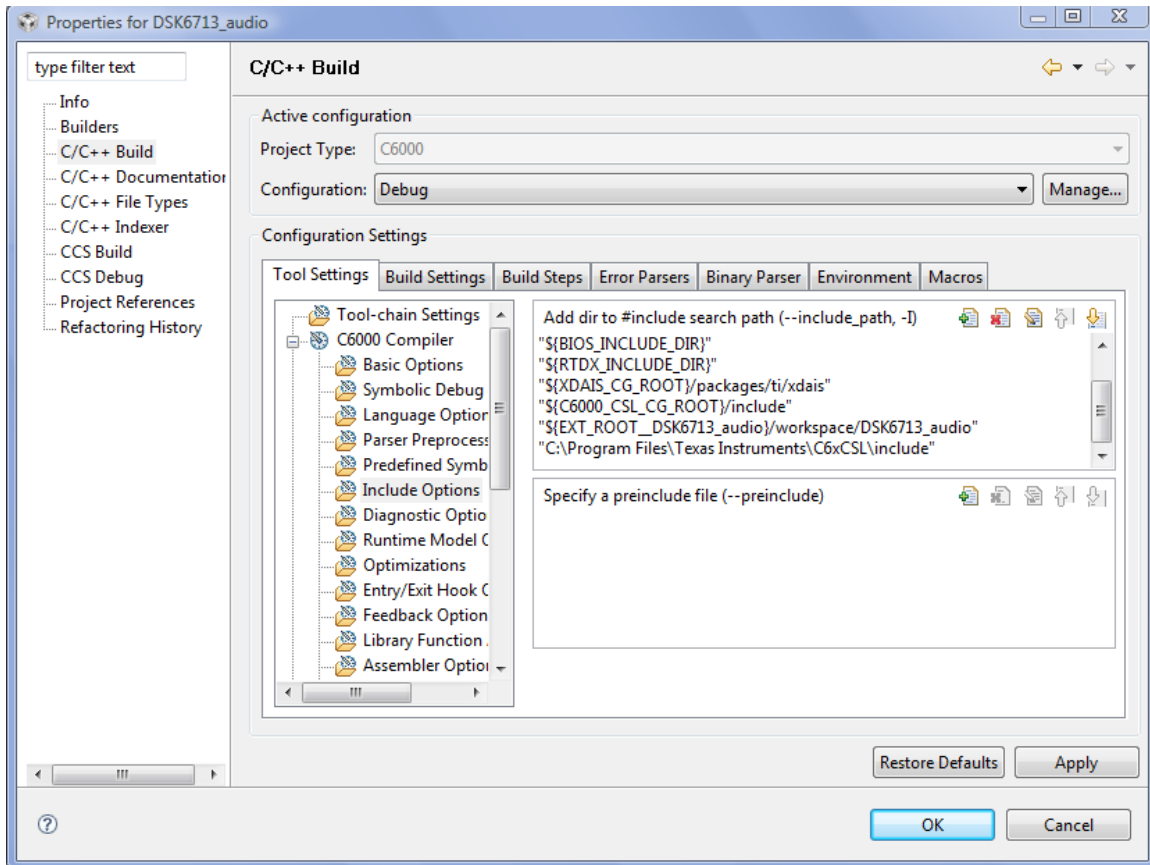 Properties for DSK6713_audio
type filter text
Info
Builders
C/C++ Build
C/C++ Documentation
C/C++ File Types
C/C++ Indexer
CCS Build
CCS Debug
Project References
Refactoring History
C/C++ Build
Active configuration
Project Type: C6000
Configuration: Debug Manage...
Configuration Settings
Tool Settings Build Settings Build Steps Error Parsers Binary Parser Environment Macros
Tool-chain Settings
C6000 Compiler
Basic Options
Symbolic Debug
Language Option
Parser Preprocess
Predefined Symb
Include Options
Diagnostic Optio
Runtime Model C
Optimizations
Entry/Exit Hook C
Feedback Option
Library Function
Assembler Option
Add dir to #include search path (--include_path, -I)
"${BIOS_INCLUDE_DIR}"
"${RTDX_INCLUDE_DIR}"
"${XDAIS_CG_ROOT}/packages/ti/xdais"
"${C6000_CSL_CG_ROOT}/include"
"${EXT_ROOT__DSK6713_audio}/workspace/DSK6713_audio"
"C:\Program Files\Texas Instruments\C6xCSL\include"
Specify a preinclude file (--preinclude)
Restore Defaults Apply
OK Cancel